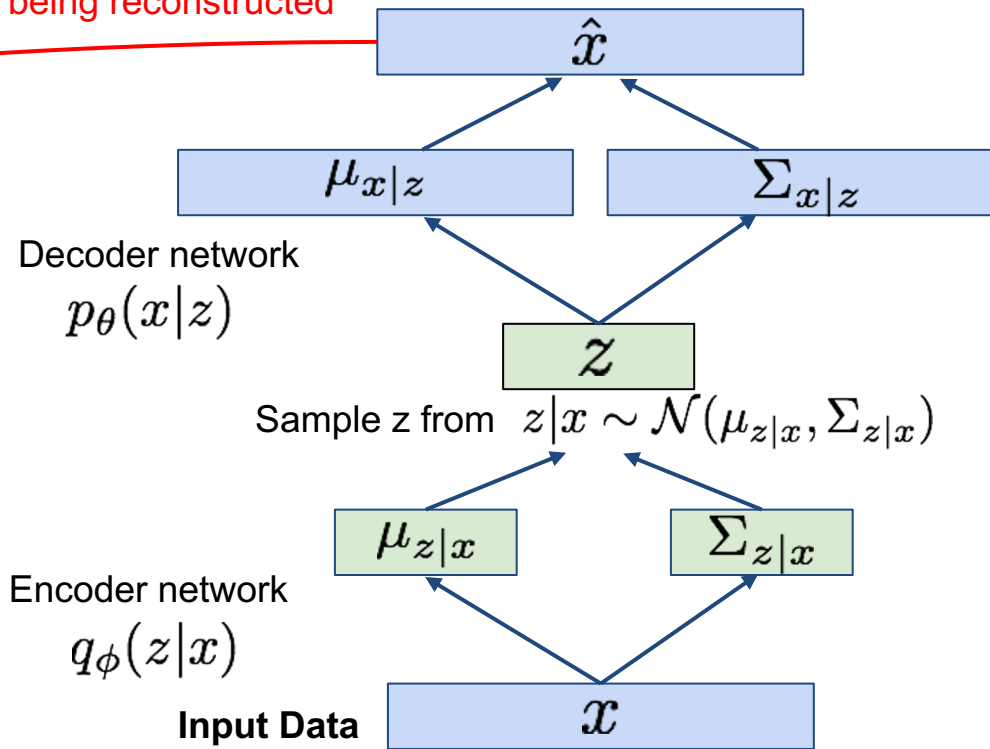 being reconstructed
x̂
μ_{x|z}
Σ_{x|z}
Decoder network
p_θ(x|z)
z
Sample z from z|x ∼ 𝒩(μ_{z|x}, Σ_{z|x})
μ_{z|x}
Σ_{z|x}
Encoder network
q_ϕ(z|x)
Input Data
x